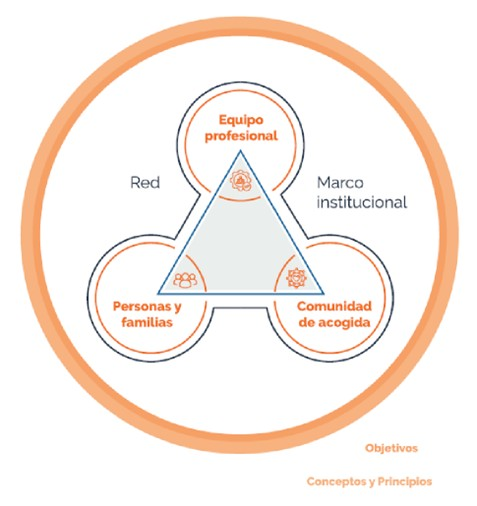 Equipo
profesional
Red
Marco
institucional
Personas y
familias
Comunidad
de acogida
Objetivos
Conceptos y Principios